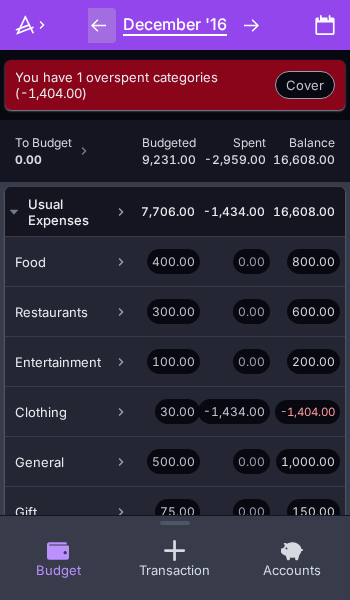 December '16
You have 1 overspent categories
(-1,404.00)
Cover
To Budget Budgeted Spent Balance
0.00 9,231.00 -2,959.00 16,608.00
Usual
Expenses 7,706.00 -1,434.00 16,608.00
Food 400.00 0.00 800.00
Restaurants 300.00 0.00 600.00
Entertainment 100.00 0.00 200.00
Clothing 30.00 -1,434.00 -1,404.00
General 500.00 0.00 1,000.00
Gift 75.00 0.00 150.00
Budget Transaction Accounts